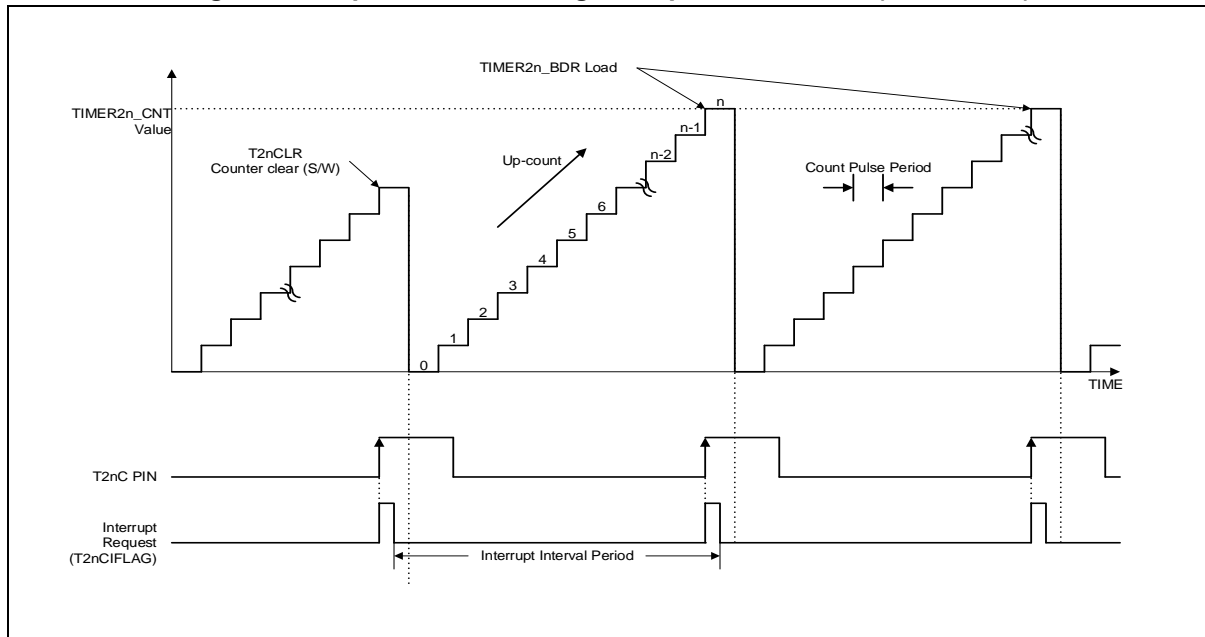 TIMER2n_BDR Load
TIMER2n_CNT
Value
T2nCLR
Counter clear (S/W)
Up-count
Count Pulse Period
0
1
2
3
4
5
6
n-2
n-1
n
TIME
T2nC PIN
Interrupt
Request
(T2nCIFLAG)
Interrupt Interval Period